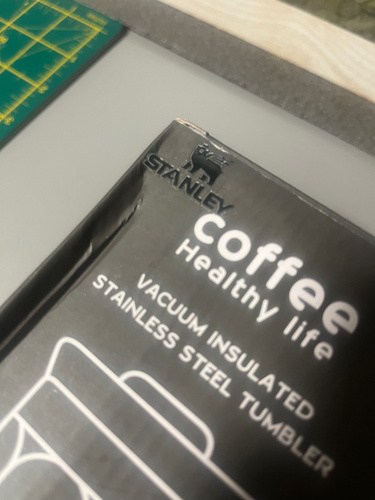 STANLEY
coffee
Healthy life
VACUUM INSULATED
STAINLESS STEEL TUMBLER